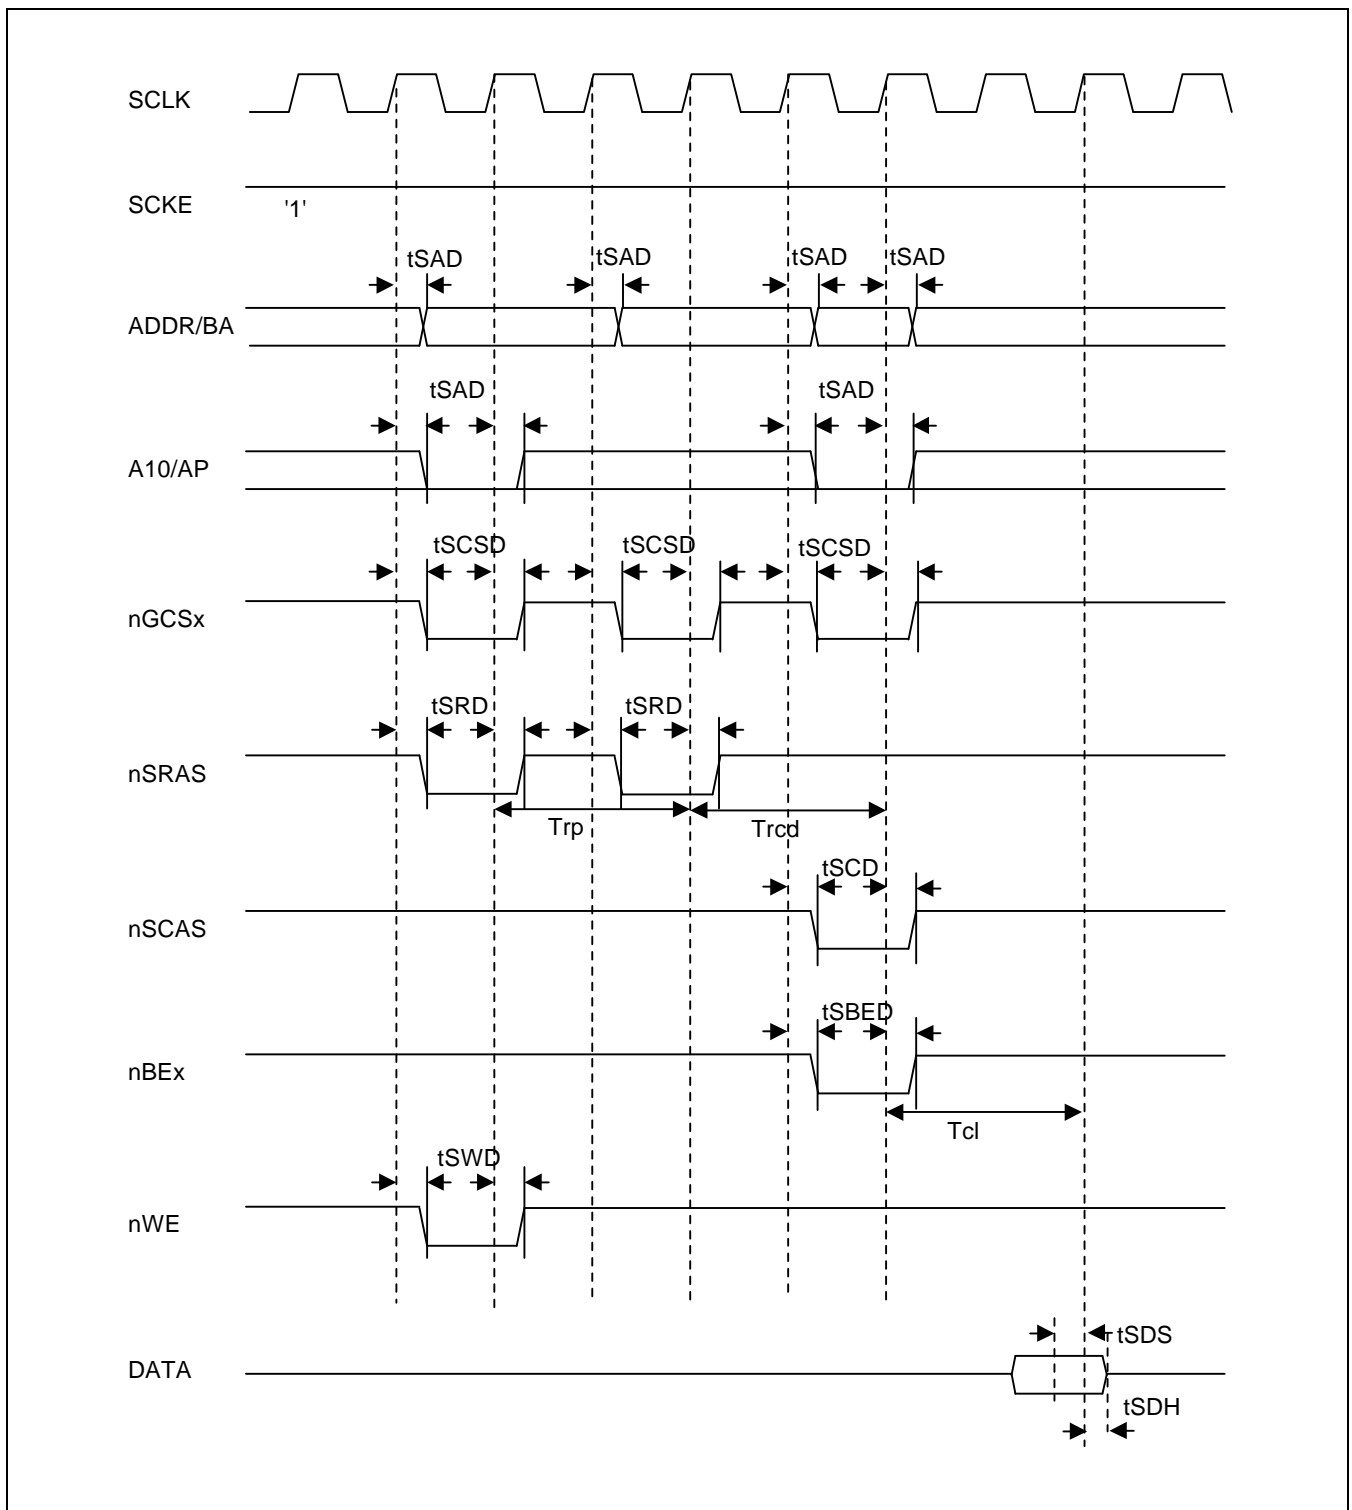 SCLK
SCKE '1'
tSAD tSAD tSAD tSAD
ADDR/BA
tSAD tSAD
A10/AP
tSCSD tSCSD tSCSD
nGCSx
tSRD tSRD
nSRAS
Trp Trcd
tSCD
nSCAS
tSBED
nBEx
Tcl
tSWD
nWE
tSDS
DATA
tSDH